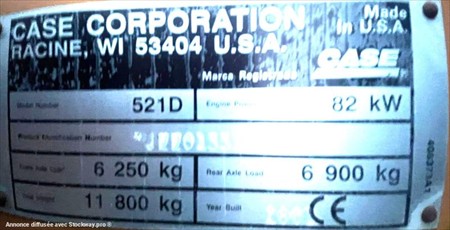 CASE CORPORATION
RACINE, WI 53404 U.S.A.
Made in U.S.A.
Marca Registrada
CASE
Model Number 521D
Engine Power 82 kW
Product Identification Number
Front Axle Load 6 250 kg
Rear Axle Load 6 900 kg
Weight 11 800 kg
Year Built
CE
Annonce diffusée avec Stockway.pro ®